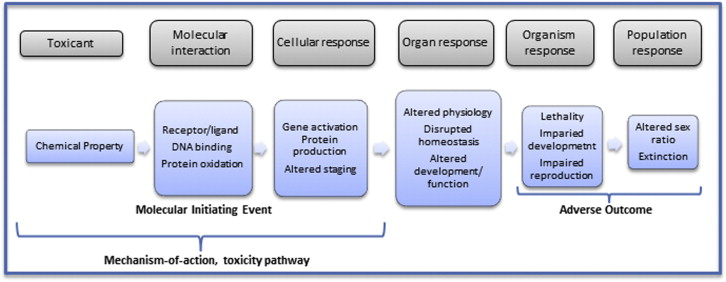 Toxicant
Molecular
interaction
Cellular response
Organ response
Organism
response
Population
response
Chemical Property
Receptor/ligand
DNA binding
Protein oxidation
Gene activation
Protein
production
Altered staging
Altered physiology
Disrupted
homeostasis
Altered
development/
function
Lethality
Imparied
developmetnt
Impaired
reproduction
Altered sex
ratio
Extinction
Molecular Initiating Event
Adverse Outcome
Mechanism-of-action, toxicity pathway